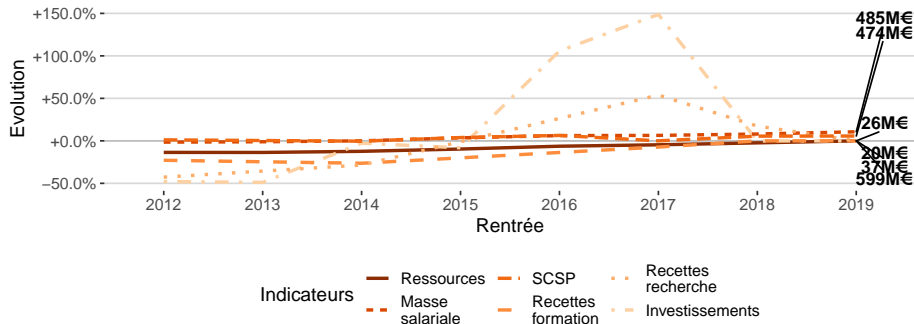 +150.0%
+100.0%
+50.0%
+0.0%
−50.0%
Evolution
485M€
474M€
26M€
20M€
37M€
599M€
2012 2013 2014 2015 2016 2017 2018 2019
Rentrée
Indicateurs
Ressources
Masse
salariale
SCSP
Recettes
formation
Recettes
recherche
Investissements